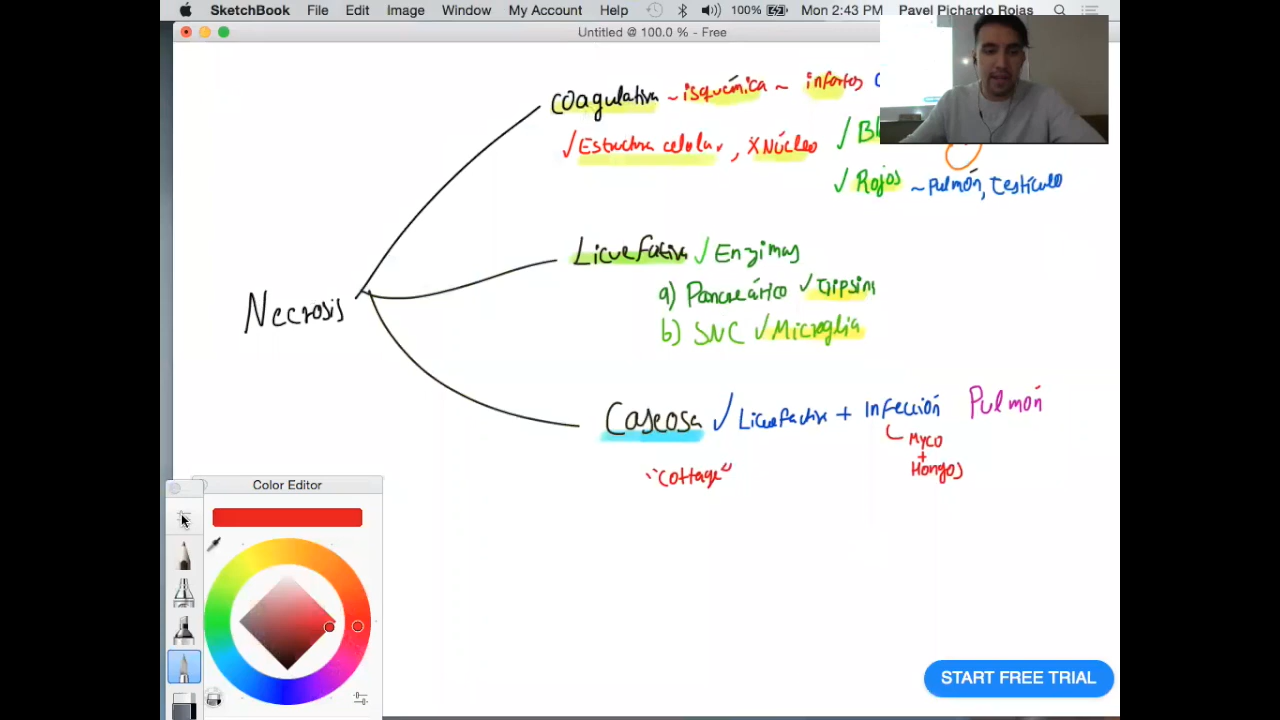 SketchBook File Edit Image Window My Account Help 100% Mon 2:43 PM Pavel Pichardo Rojas
Untitled @ 100.0 % - Free
Coagulativa ~ isquémica ~ infartos
✓ Estructura celular, X Núcleo ✓
✓ Rojos ~ Pulmón, Testículo
Licuefactiva ✓ Enzimas
a) Pancreático ✓ Tripsina
b) SNC ✓ Microglia
Necrosis
Caseosa ✓ Licuefactiva + Infección Pulmón
Myco
+
Hongos
"Cottage"
Color Editor
START FREE TRIAL